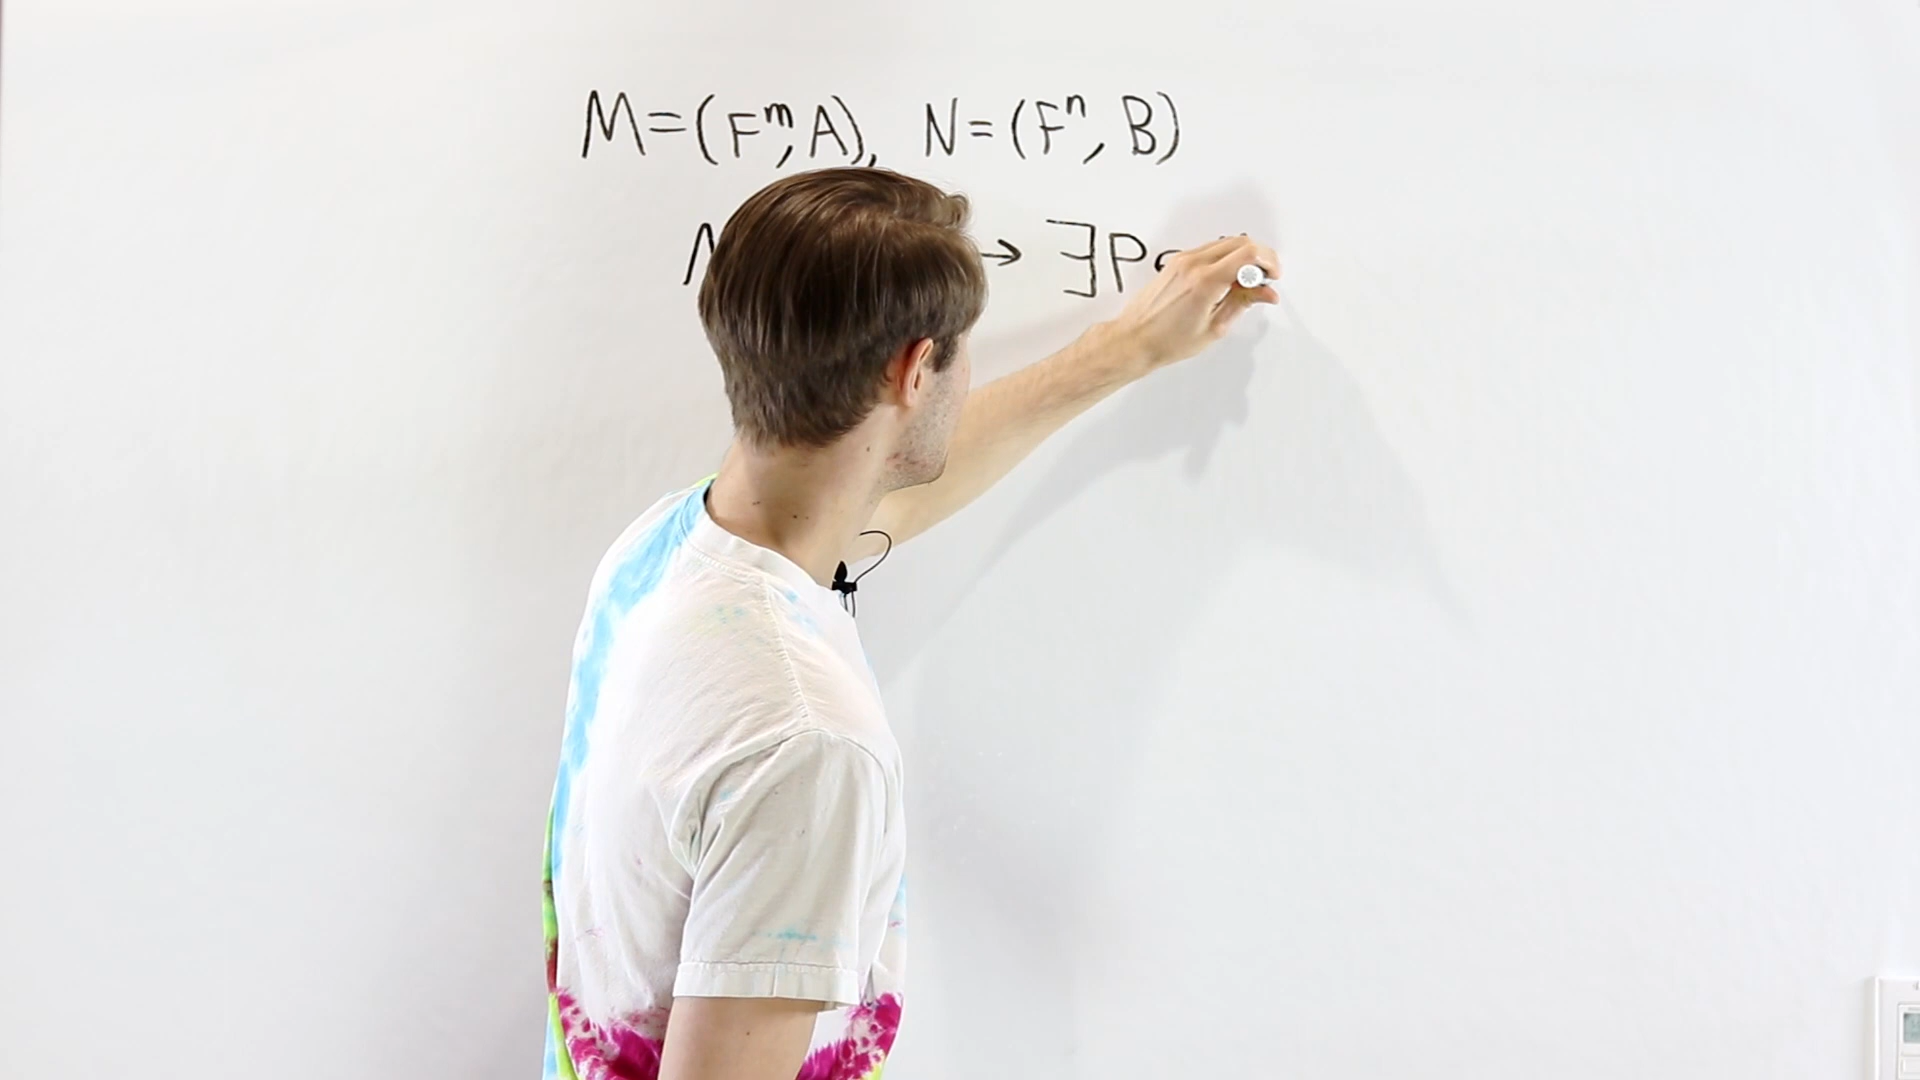 M=(Fᵐ, A), N=(Fⁿ, B)
→ ∃P